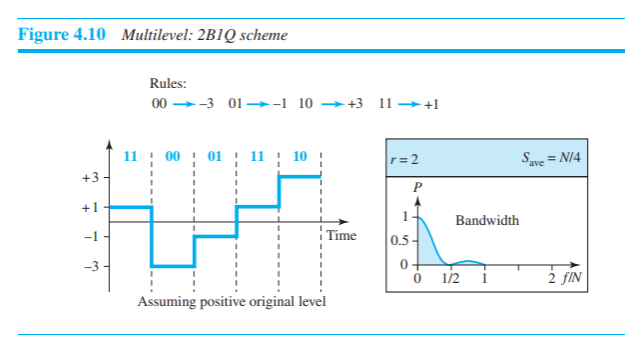 Figure 4.10 Multilevel: 2B1Q scheme
Rules:
00 → –3 01 → –1 10 → +3 11 → +1
11 00 01 11 10
+3
+1
–1
–3
Time
Assuming positive original level
r = 2 Save = N/4
P
1
Bandwidth
0.5
0
0 1/2 1 2 f/N